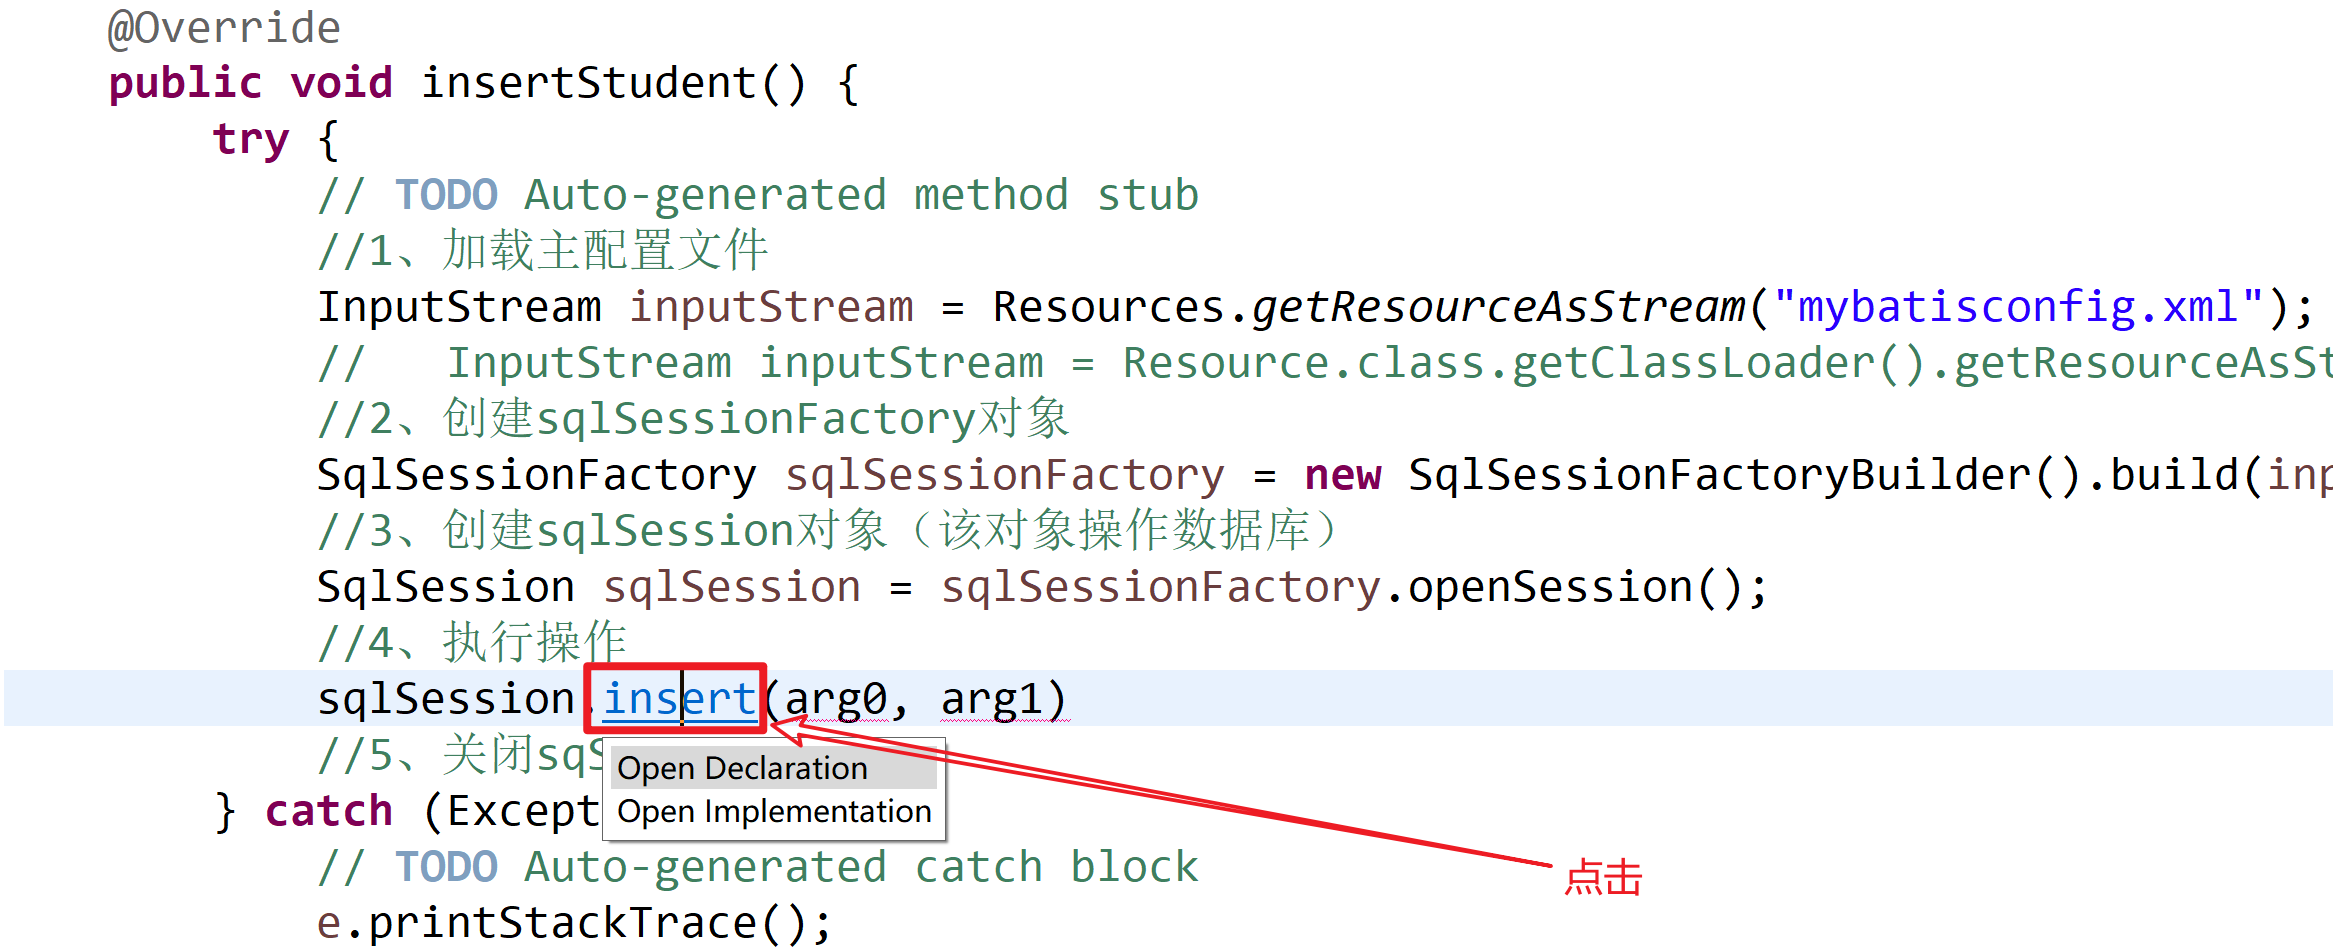 @Override
public void insertStudent() {
try {
// TODO Auto-generated method stub
//1、加载主配置文件
InputStream inputStream = Resources.getResourceAsStream("mybatisconfig.xml");
// InputStream inputStream = Resource.class.getClassLoader().getResourceAsSt
//2、创建sqlSessionFactory对象
SqlSessionFactory sqlSessionFactory = new SqlSessionFactoryBuilder().build(inp
//3、创建sqlSession对象（该对象操作数据库）
SqlSession sqlSession = sqlSessionFactory.openSession();
//4、执行操作
sqlSession.insert(arg0, arg1)
//5、关闭sqS
Open Declaration
} catch (Except
Open Implementation
// TODO Auto-generated catch block
点击
e.printStackTrace();